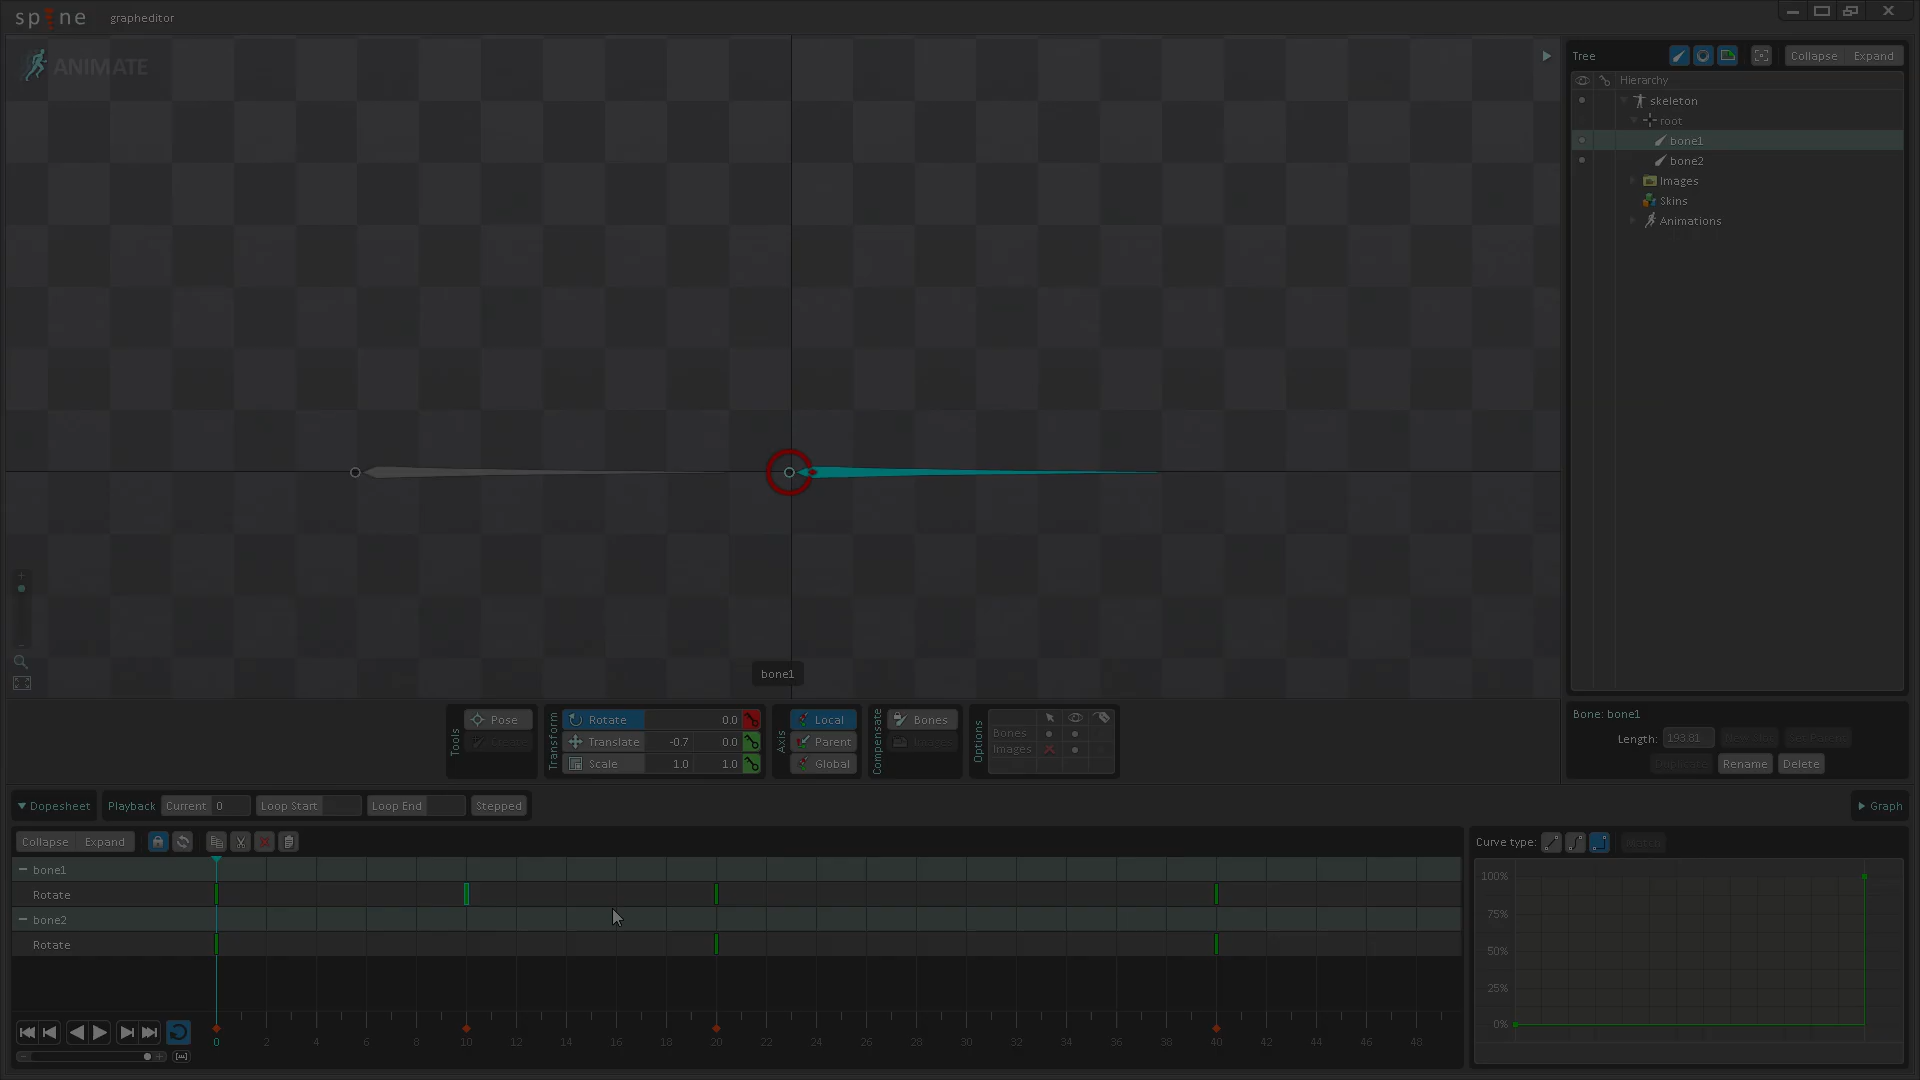 spine grapheditor
ANIMATE
Tree Collapse Expand
Hierarchy
skeleton
root
bone1
bone2
Images
Skins
Animations
bone1
Tools
Pose
Create
Transform
Rotate 0.0
Translate -0.7 0.0
Scale 1.0 1.0
Axis
Local
Parent
Global
Compensate
Bones
Images
Options
Bones
Images
Bone: bone1
Length: 193.81 Set Parent
Duplicate Rename Delete
Dopesheet Playback Current 0 Loop Start Loop End Stepped Graph
Collapse Expand
Curve type:
bone1
Rotate
bone2
Rotate
100%
75%
50%
25%
0%
0 2 4 6 8 10 12 14 16 18 20 22 24 26 28 30 32 34 36 38 40 42 44 46 48